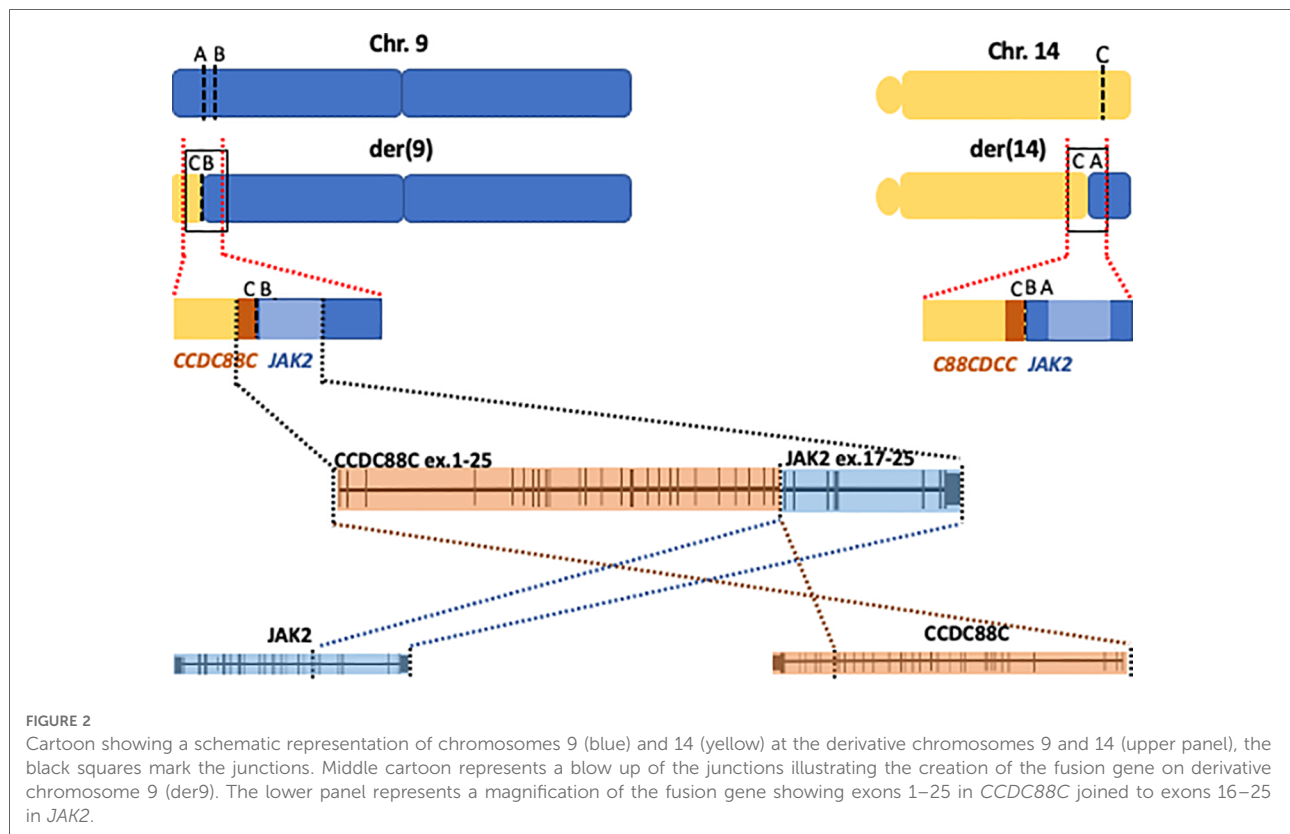 Chr. 9
Chr. 14
A B
C
der(9)
der(14)
C B
C A
C B
C B A
CCDC88C JAK2
C88CDCC JAK2
CCDC88C ex.1-25
JAK2 ex.17-25
JAK2
CCDC88C
FIGURE 2
Cartoon showing a schematic representation of chromosomes 9 (blue) and 14 (yellow) at the derivative chromosomes 9 and 14 (upper panel), the
black squares mark the junctions. Middle cartoon represents a blow up of the junctions illustrating the creation of the fusion gene on derivative
chromosome 9 (der9). The lower panel represents a magnification of the fusion gene showing exons 1–25 in CCDC88C joined to exons 16–25
in JAK2.